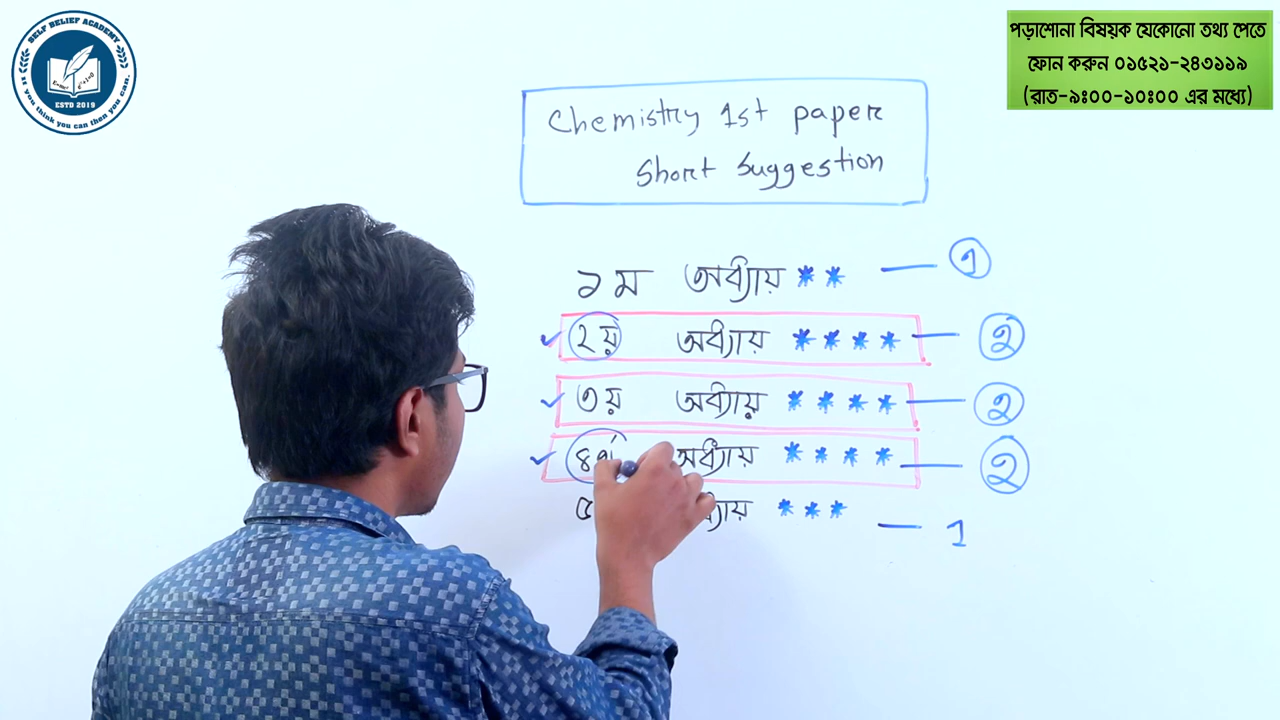 SELF BELIEF ACADEMY
ESTD 2019
If you think you can then you can.
পড়াশোনা বিষয়ক যেকোনো তথ্য পেতে
ফোন করুন ০১৫২১-২৪৩১১৯
(রাত-৯ঃ০০-১০ঃ০০ এর মধ্যে)
Chemistry 1st paper
Short Suggestion
১ম অধ্যায় ** — ১
২য় অধ্যায় **** — ২
৩য় অধ্যায় **** — ২
৪র্থ অধ্যায় **** — ২
অধ্যায় *** — 1